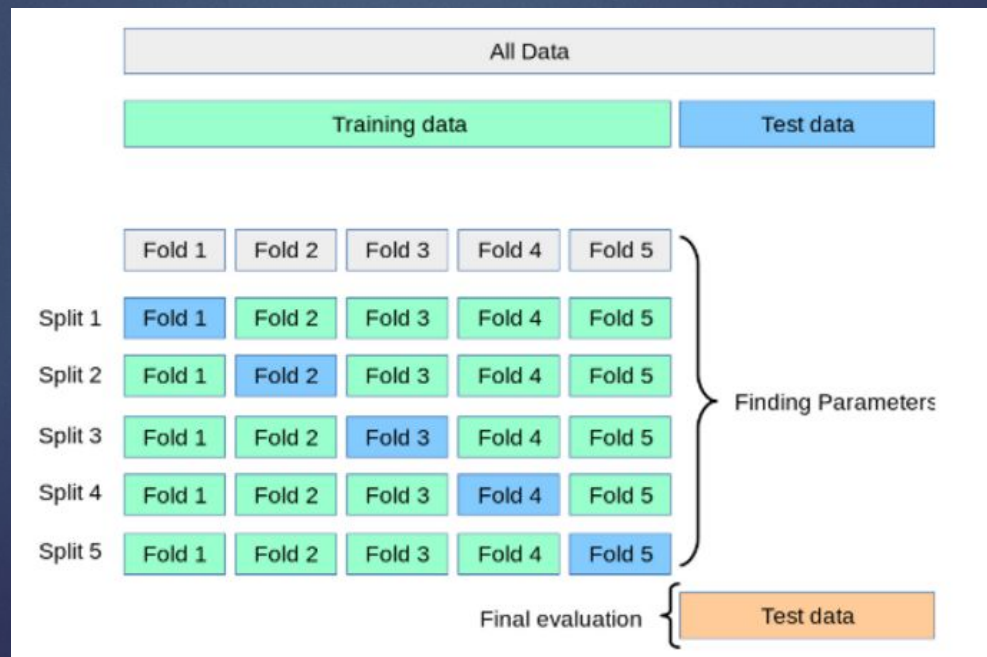 All Data
Training data Test data
Fold 1 Fold 2 Fold 3 Fold 4 Fold 5
Split 1 Fold 1 Fold 2 Fold 3 Fold 4 Fold 5
Split 2 Fold 1 Fold 2 Fold 3 Fold 4 Fold 5
Finding Parameters
Split 3 Fold 1 Fold 2 Fold 3 Fold 4 Fold 5
Split 4 Fold 1 Fold 2 Fold 3 Fold 4 Fold 5
Split 5 Fold 1 Fold 2 Fold 3 Fold 4 Fold 5
Final evaluation Test data